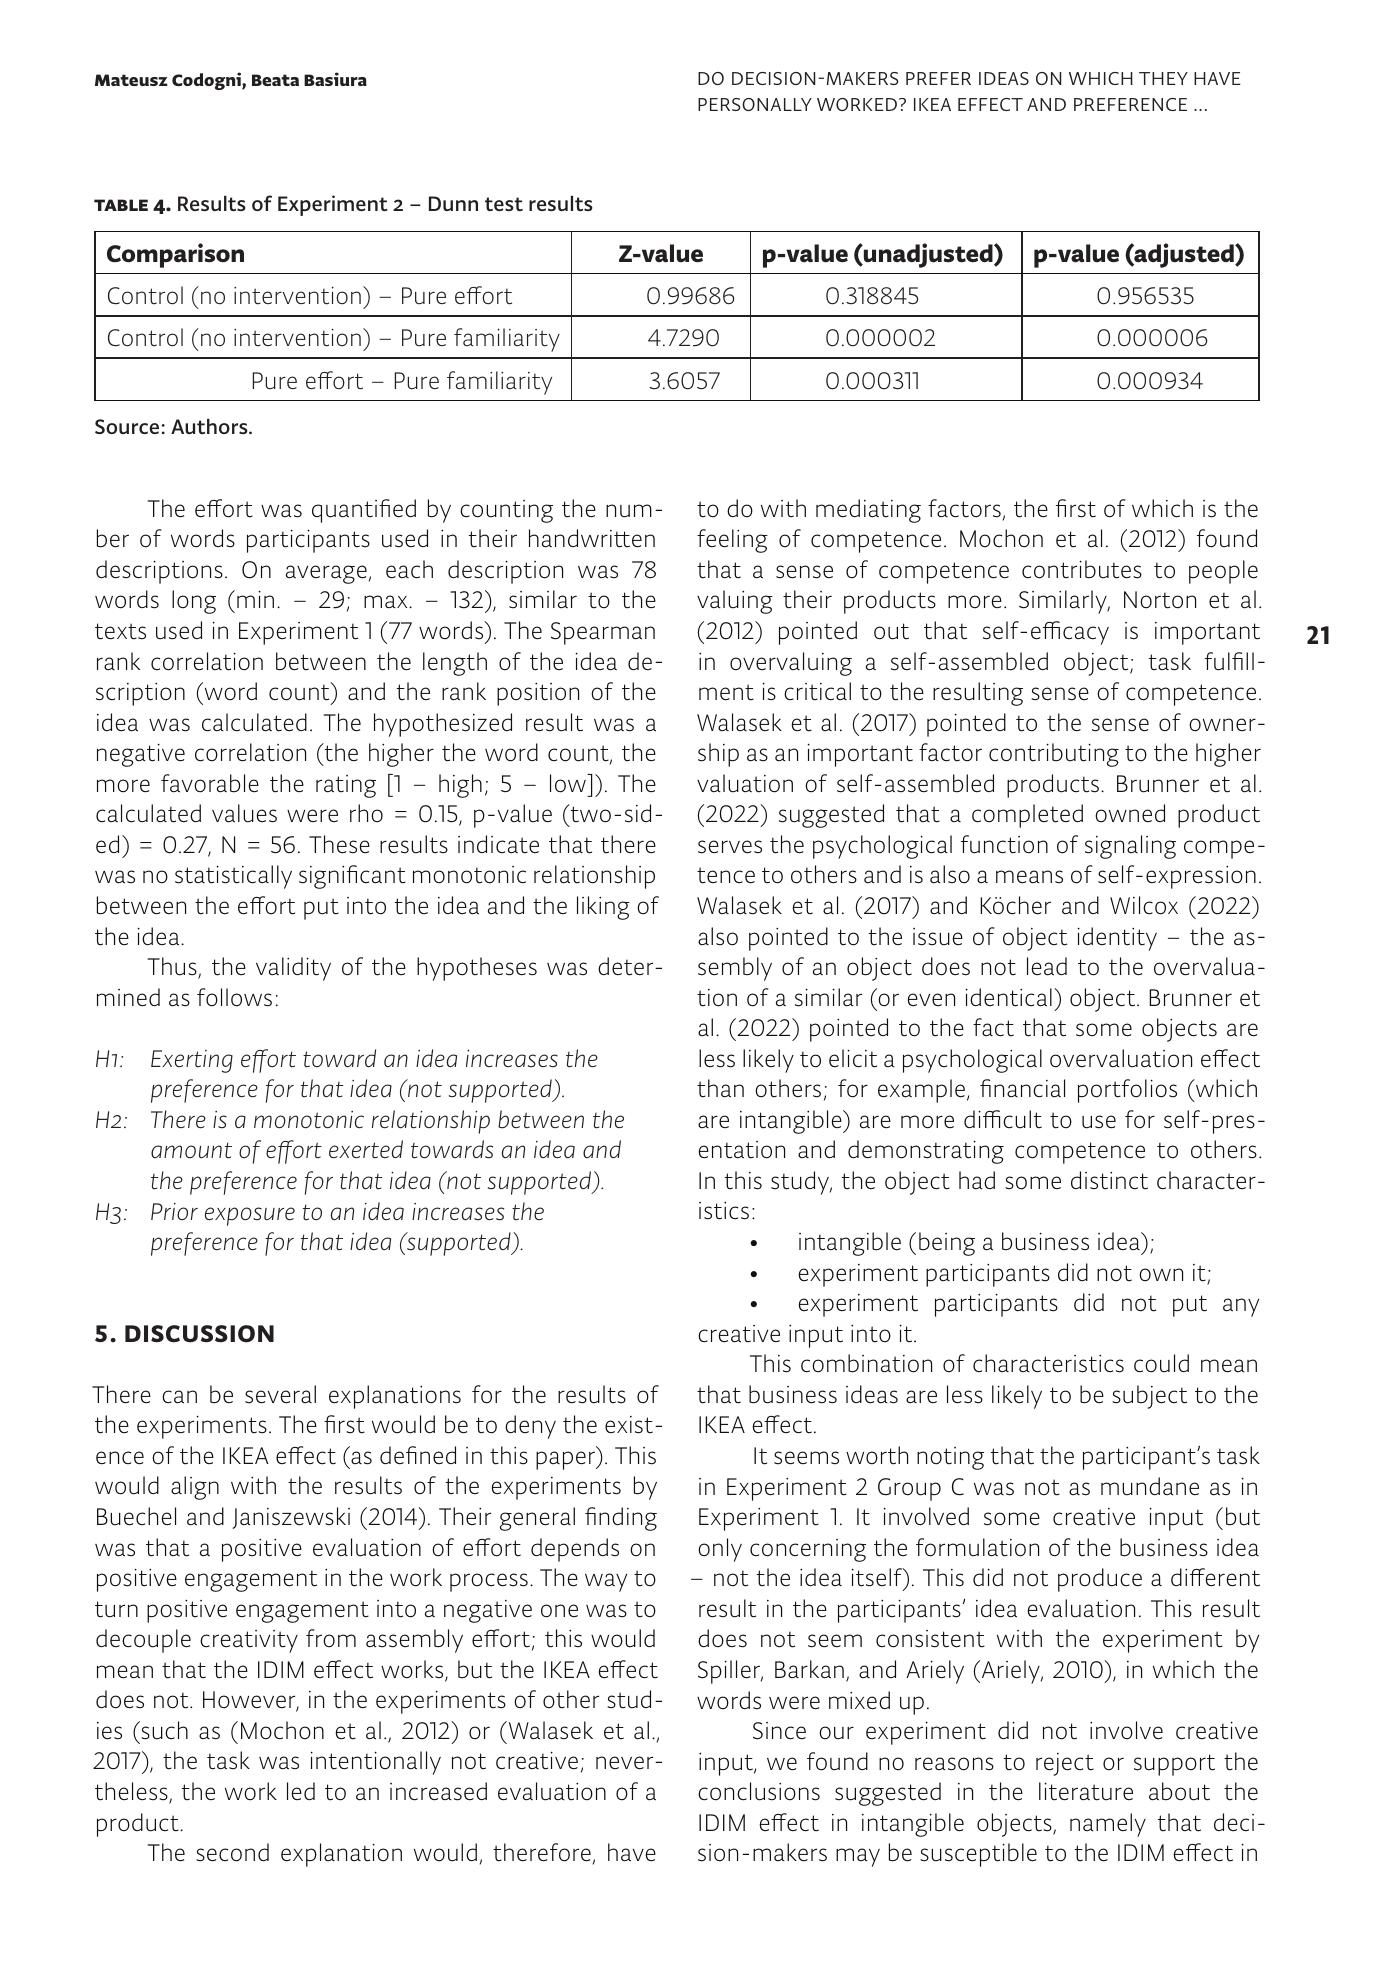 Mateusz Codogni, Beata Basiura
DO DECISION-MAKERS PREFER IDEAS ON WHICH THEY HAVE
PERSONALLY WORKED? IKEA EFFECT AND PREFERENCE ...
TABLE 4. Results of Experiment 2 – Dunn test results
Comparison Z-value p-value (unadjusted) p-value (adjusted)
Control (no intervention) – Pure effort 0.99686 0.318845 0.956535
Control (no intervention) – Pure familiarity 4.7290 0.000002 0.000006
Pure effort – Pure familiarity 3.6057 0.000311 0.000934
Source: Authors.
The effort was quantified by counting the num-
ber of words participants used in their handwritten
descriptions. On average, each description was 78
words long (min. – 29; max. – 132), similar to the
texts used in Experiment 1 (77 words). The Spearman
rank correlation between the length of the idea de-
scription (word count) and the rank position of the
idea was calculated. The hypothesized result was a
negative correlation (the higher the word count, the
more favorable the rating [1 – high; 5 – low]). The
calculated values were rho = 0.15, p-value (two-sid-
ed) = 0.27, N = 56. These results indicate that there
was no statistically significant monotonic relationship
between the effort put into the idea and the liking of
the idea.
Thus, the validity of the hypotheses was deter-
mined as follows:
H1: Exerting effort toward an idea increases the
preference for that idea (not supported).
H2: There is a monotonic relationship between the
amount of effort exerted towards an idea and
the preference for that idea (not supported).
H3: Prior exposure to an idea increases the
preference for that idea (supported).
5. DISCUSSION
There can be several explanations for the results of
the experiments. The first would be to deny the exist-
ence of the IKEA effect (as defined in this paper). This
would align with the results of the experiments by
Buechel and Janiszewski (2014). Their general finding
was that a positive evaluation of effort depends on
positive engagement in the work process. The way to
turn positive engagement into a negative one was to
decouple creativity from assembly effort; this would
mean that the IDIM effect works, but the IKEA effect
does not. However, in the experiments of other stud-
ies (such as (Mochon et al., 2012) or (Walasek et al.,
2017), the task was intentionally not creative; never-
theless, the work led to an increased evaluation of a
product.
The second explanation would, therefore, have
to do with mediating factors, the first of which is the
feeling of competence. Mochon et al. (2012) found
that a sense of competence contributes to people
valuing their products more. Similarly, Norton et al.
(2012) pointed out that self-efficacy is important
in overvaluing a self-assembled object; task fulfill-
ment is critical to the resulting sense of competence.
Walasek et al. (2017) pointed to the sense of owner-
ship as an important factor contributing to the higher
valuation of self-assembled products. Brunner et al.
(2022) suggested that a completed owned product
serves the psychological function of signaling compe-
tence to others and is also a means of self-expression.
Walasek et al. (2017) and Köcher and Wilcox (2022)
also pointed to the issue of object identity – the as-
sembly of an object does not lead to the overvalua-
tion of a similar (or even identical) object. Brunner et
al. (2022) pointed to the fact that some objects are
less likely to elicit a psychological overvaluation effect
than others; for example, financial portfolios (which
are intangible) are more difficult to use for self-pres-
entation and demonstrating competence to others.
In this study, the object had some distinct character-
istics:
• intangible (being a business idea);
• experiment participants did not own it;
• experiment participants did not put any
creative input into it.
This combination of characteristics could mean
that business ideas are less likely to be subject to the
IKEA effect.
It seems worth noting that the participant's task
in Experiment 2 Group C was not as mundane as in
Experiment 1. It involved some creative input (but
only concerning the formulation of the business idea
– not the idea itself). This did not produce a different
result in the participants' idea evaluation. This result
does not seem consistent with the experiment by
Spiller, Barkan, and Ariely (Ariely, 2010), in which the
words were mixed up.
Since our experiment did not involve creative
input, we found no reasons to reject or support the
conclusions suggested in the literature about the
IDIM effect in intangible objects, namely that deci-
sion-makers may be susceptible to the IDIM effect in
21